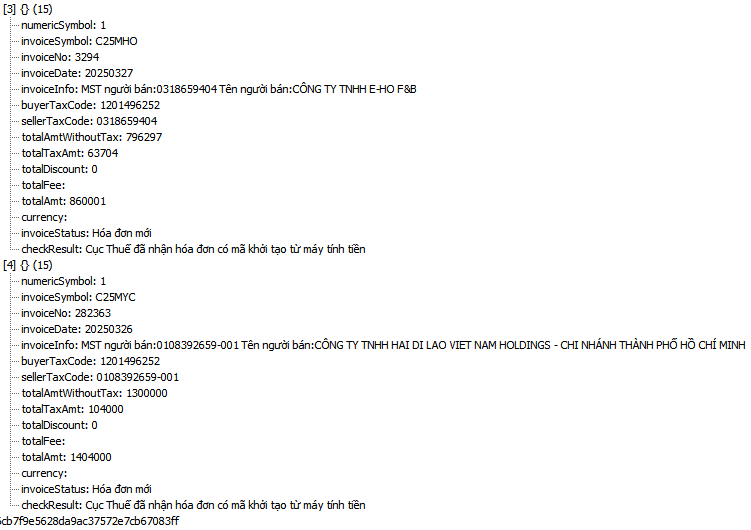 [3] {} (15)
numericSymbol: 1
invoiceSymbol: C25MHO
invoiceNo: 3294
invoiceDate: 20250327
invoiceInfo: MST người bán:0318659404 Tên người bán:CÔNG TY TNHH E-HO F&B
buyerTaxCode: 1201496252
sellerTaxCode: 0318659404
totalAmtWithoutTax: 796297
totalTaxAmt: 63704
totalDiscount: 0
totalFee:
totalAmt: 860001
currency:
invoiceStatus: Hóa đơn mới
checkResult: Cục Thuế đã nhận hóa đơn có mã khởi tạo từ máy tính tiền
[4] {} (15)
numericSymbol: 1
invoiceSymbol: C25MYC
invoiceNo: 282363
invoiceDate: 20250326
invoiceInfo: MST người bán:0108392659-001 Tên người bán:CÔNG TY TNHH HAI DI LAO VIET NAM HOLDINGS - CHI NHÁNH THÀNH PHỐ HỒ CHÍ MINH
buyerTaxCode: 1201496252
sellerTaxCode: 0108392659-001
totalAmtWithoutTax: 1300000
totalTaxAmt: 104000
totalDiscount: 0
totalFee:
totalAmt: 1404000
currency:
invoiceStatus: Hóa đơn mới
checkResult: Cục Thuế đã nhận hóa đơn có mã khởi tạo từ máy tính tiền
cb7f9e5628da9ac37572e7cb67083ff